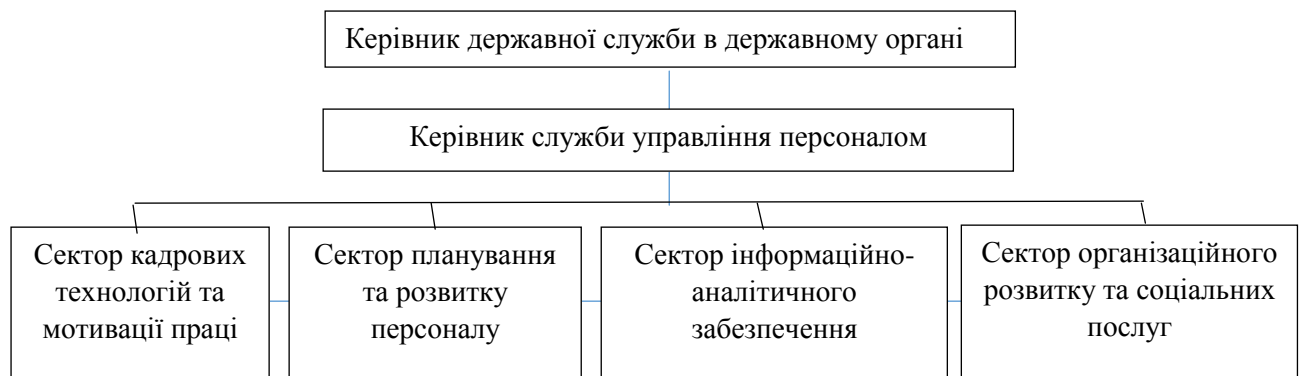 Керівник державної служби в державному органі
Керівник служби управління персоналом
Сектор кадрових
технологій та
мотивації праці
Сектор планування
та розвитку
персоналу
Сектор інформаційно-
аналітичного
забезпечення
Сектор організаційного
розвитку та соціальних
послуг